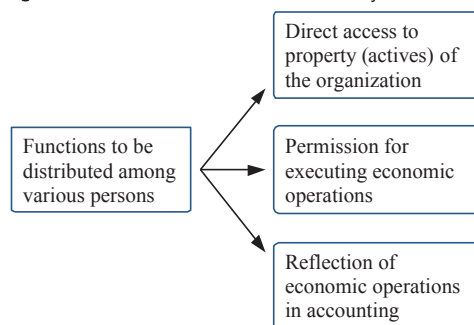 Direct access to
property (actives) of
the organization
Functions to be
distributed among
various persons
Permission for
executing economic
operations
Reflection of
economic operations
in accounting